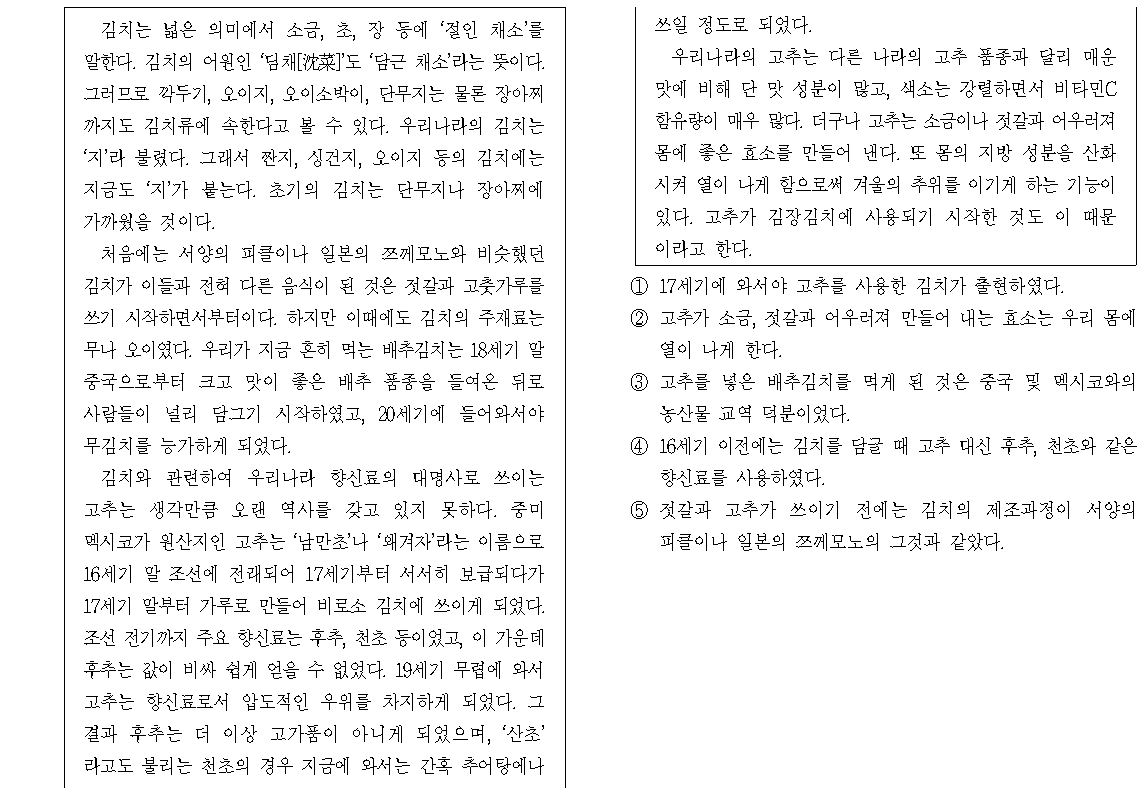 김치는 넓은 의미에서 소금, 초, 장 등에 ‘절인 채소’를
말한다. 김치의 어원인 ‘딤채[沈菜]’도 ‘담근 채소’라는 뜻이다.
그러므로 깍두기, 오이지, 오이소박이, 단무지는 물론 장아찌
까지도 김치류에 속한다고 볼 수 있다. 우리나라의 김치는
‘지’라 불렸다. 그래서 짠지, 싱건지, 오이지 등의 김치에는
지금도 ‘지’가 붙는다. 초기의 김치는 단무지나 장아찌에
가까웠을 것이다.
처음에는 서양의 피클이나 일본의 쯔께모노와 비슷했던
김치가 이들과 전혀 다른 음식이 된 것은 젓갈과 고춧가루를
쓰기 시작하면서부터이다. 하지만 이때에도 김치의 주재료는
무나 오이였다. 우리가 지금 흔히 먹는 배추김치는 18세기 말
중국으로부터 크고 맛이 좋은 배추 품종을 들여온 뒤로
사람들이 널리 담그기 시작하였고, 20세기에 들어와서야
무김치를 능가하게 되었다.
김치와 관련하여 우리나라 향신료의 대명사로 쓰이는
고추는 생각만큼 오랜 역사를 갖고 있지 못하다. 중미
멕시코가 원산지인 고추는 ‘남만초’나 ‘왜겨자’라는 이름으로
16세기 말 조선에 전래되어 17세기부터 서서히 보급되다가
17세기 말부터 가루로 만들어 비로소 김치에 쓰이게 되었다.
조선 전기까지 주요 향신료는 후추, 천초 등이었고, 이 가운데
후추는 값이 비싸 쉽게 얻을 수 없었다. 19세기 무렵에 와서
고추는 향신료로서 압도적인 우위를 차지하게 되었다. 그
결과 후추는 더 이상 고가품이 아니게 되었으며, ‘산초’
라고도 불리는 천초의 경우 지금에 와서는 간혹 추어탕에나
쓰일 정도로 되었다.
우리나라의 고추는 다른 나라의 고추 품종과 달리 매운
맛에 비해 단 맛 성분이 많고, 색소는 강렬하면서 비타민C
함유량이 매우 많다. 더구나 고추는 소금이나 젓갈과 어우러져
몸에 좋은 효소를 만들어 낸다. 또 몸의 지방 성분을 산화
시켜 열이 나게 함으로써 겨울의 추위를 이기게 하는 기능이
있다. 고추가 김장김치에 사용되기 시작한 것도 이 때문
이라고 한다.
① 17세기에 와서야 고추를 사용한 김치가 출현하였다.
② 고추가 소금, 젓갈과 어우러져 만들어 내는 효소는 우리 몸에
열이 나게 한다.
③ 고추를 넣은 배추김치를 먹게 된 것은 중국 및 멕시코와의
농산물 교역 덕분이었다.
④ 16세기 이전에는 김치를 담글 때 고추 대신 후추, 천초와 같은
향신료를 사용하였다.
⑤ 젓갈과 고추가 쓰이기 전에는 김치의 제조과정이 서양의
피클이나 일본의 쯔께모노의 그것과 같았다.